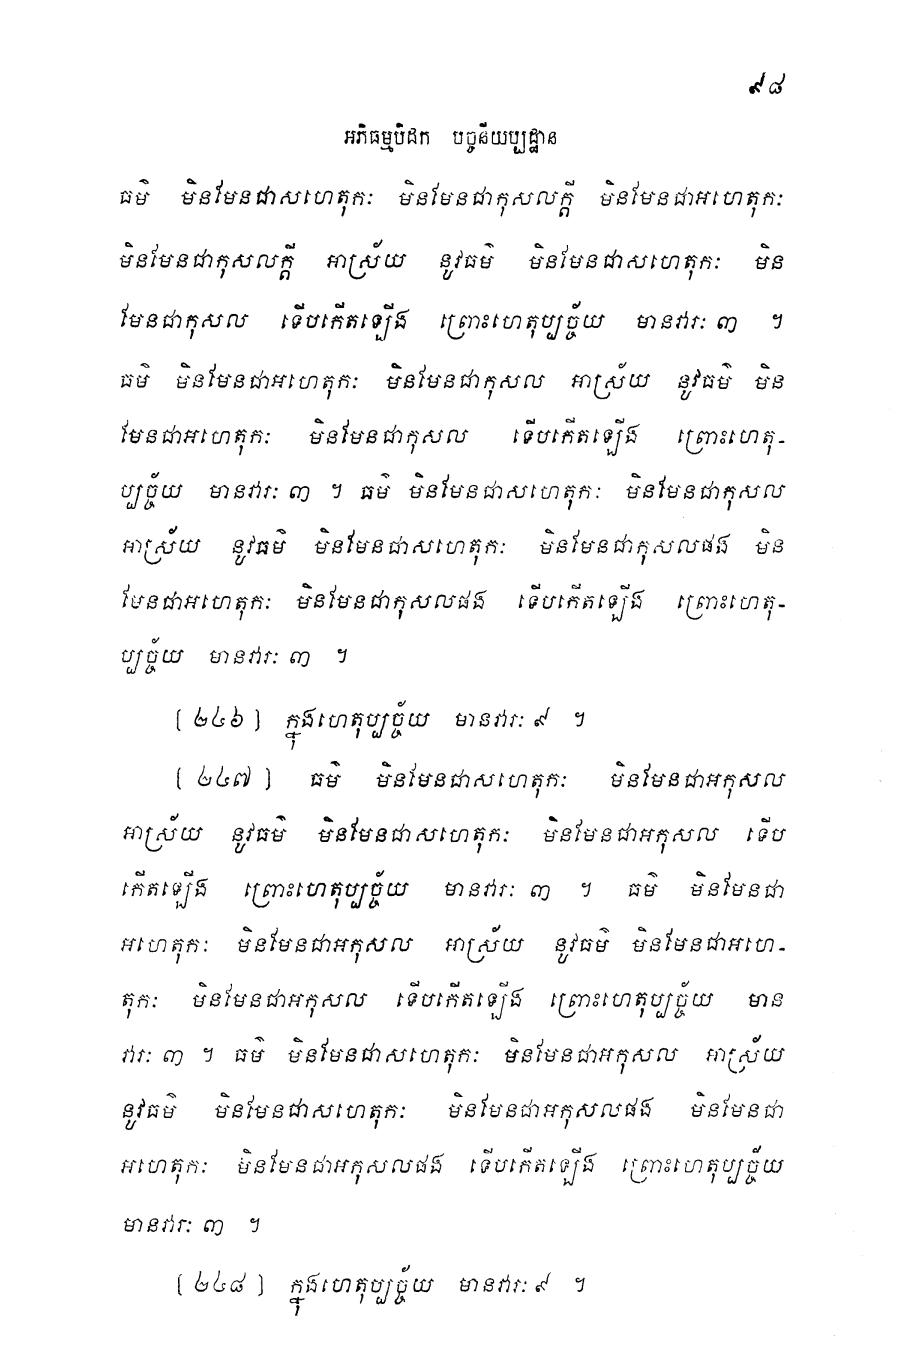 ៩៨
អភិធម្មបិដក បច្ចនីយប្បដ្ឋាន
ធម៌ មិនមែនជាសហេតុកៈ មិនមែនជាកុសលក្តី មិនមែនជាអហេតុកៈ
មិនមែនជាកុសលក្តី អាស្រ័យ នូវធម៌ មិនមែនជាសហេតុកៈ មិន
មែនជាកុសល ទើបកើតឡើង ព្រោះហេតុប្បច្ច័យ មានវារៈ ៣ ។
ធម៌ មិនមែនជាអហេតុកៈ មិនមែនជាកុសល អាស្រ័យ នូវធម៌ មិន
មែនជាអហេតុកៈ មិនមែនជាកុសល ទើបកើតឡើង ព្រោះហេតុ-
ប្បច្ច័យ មានវារៈ ៣ ។ ធម៌ មិនមែនជាសហេតុកៈ មិនមែនជាកុសល
អាស្រ័យ នូវធម៌ មិនមែនជាសហេតុកៈ មិនមែនជាកុសលផង មិន
មែនជាអហេតុកៈ មិនមែនជាកុសលផង ទើបកើតឡើង ព្រោះហេតុ-
ប្បច្ច័យ មានវារៈ ៣ ។
[ ២៤៦ ] ក្នុងហេតុប្បច្ច័យ មានវារៈ ៩ ។
[ ២៤៧ ] ធម៌ មិនមែនជាសហេតុកៈ មិនមែនជាអកុសល
អាស្រ័យ នូវធម៌ មិនមែនជាសហេតុកៈ មិនមែនជាអកុសល ទើប
កើតឡើង ព្រោះហេតុប្បច្ច័យ មានវារៈ ៣ ។ ធម៌ មិនមែនជា
អហេតុកៈ មិនមែនជាអកុសល អាស្រ័យ នូវធម៌ មិនមែនជាអហេ-
តុកៈ មិនមែនជាអកុសល ទើបកើតឡើង ព្រោះហេតុប្បច្ច័យ មាន
វារៈ ៣ ។ ធម៌ មិនមែនជាសហេតុកៈ មិនមែនជាអកុសល អាស្រ័យ
នូវធម៌ មិនមែនជាសហេតុកៈ មិនមែនជាអកុសលផង មិនមែនជា
អហេតុកៈ មិនមែនជាអកុសលផង ទើបកើតឡើង ព្រោះហេតុប្បច្ច័យ
មានវារៈ ៣ ។
[ ២៤៨ ] ក្នុងហេតុប្បច្ច័យ មានវារៈ ៩ ។